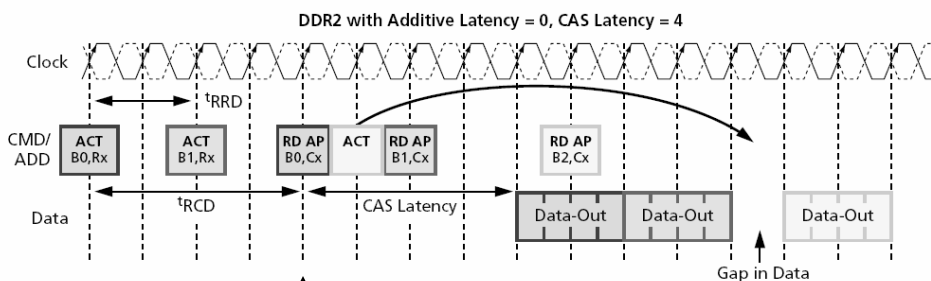 DDR2 with Additive Latency = 0, CAS Latency = 4
Clock
tRRD
CMD/
ADD
ACT
B0,Rx
ACT
B1,Rx
RD AP
B0,Cx
ACT
RD AP
B1,Cx
RD AP
B2,Cx
tRCD
CAS Latency
Data
Data-Out
Data-Out
Data-Out
Gap in Data